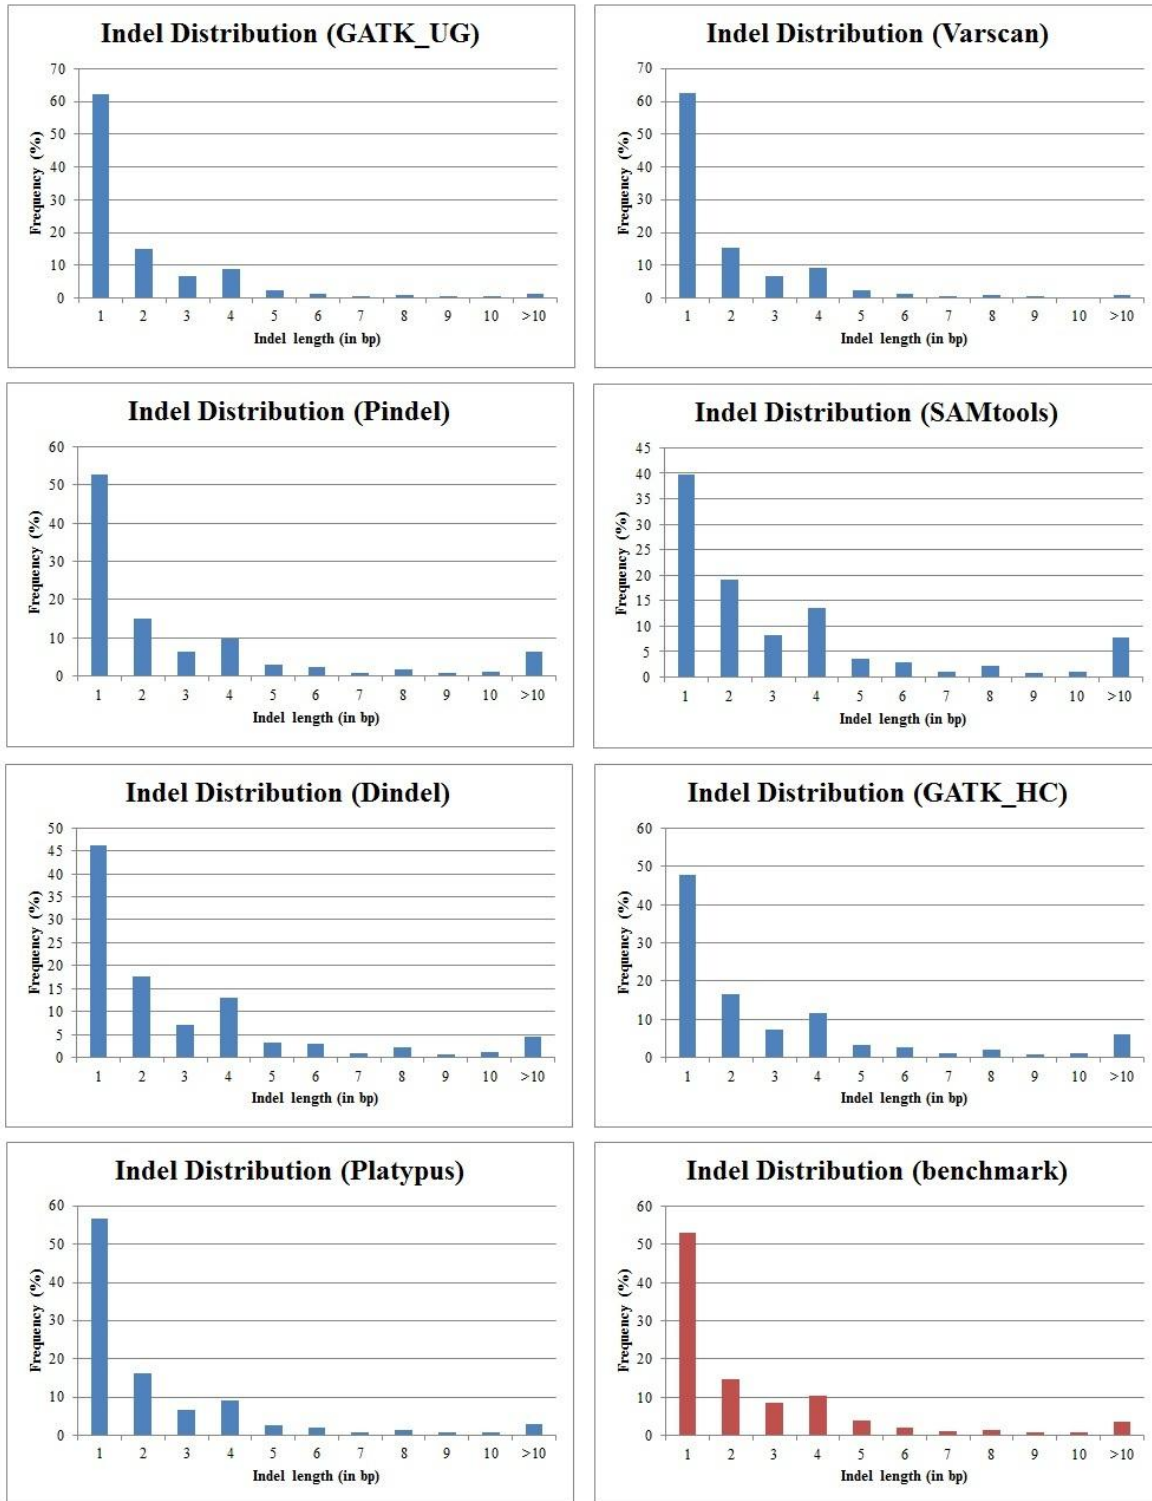 Indel Distribution (GATK_UG)
Frequency (%)
70
60
50
40
30
20
10
0
1 2 3 4 5 6 7 8 9 10 >10
Indel length (in bp)
Indel Distribution (Varscan)
Frequency (%)
70
60
50
40
30
20
10
0
1 2 3 4 5 6 7 8 9 10 >10
Indel length (in bp)
Indel Distribution (Pindel)
Frequency (%)
60
50
40
30
20
10
0
1 2 3 4 5 6 7 8 9 10 >10
Indel length (in bp)
Indel Distribution (SAMtools)
Frequency (%)
45
40
35
30
25
20
15
10
5
0
1 2 3 4 5 6 7 8 9 10 >10
Indel length (in bp)
Indel Distribution (Dindel)
Frequency (%)
50
45
40
35
30
25
20
15
10
5
0
1 2 3 4 5 6 7 8 9 10 >10
Indel length (in bp)
Indel Distribution (GATK_HC)
Frequency (%)
60
50
40
30
20
10
0
1 2 3 4 5 6 7 8 9 10 >10
Indel length (in bp)
Indel Distribution (Platypus)
Frequency (%)
60
50
40
30
20
10
0
1 2 3 4 5 6 7 8 9 10 >10
Indel length (in bp)
Indel Distribution (benchmark)
Frequency (%)
60
50
40
30
20
10
0
1 2 3 4 5 6 7 8 9 10 >10
Indel length (in bp)